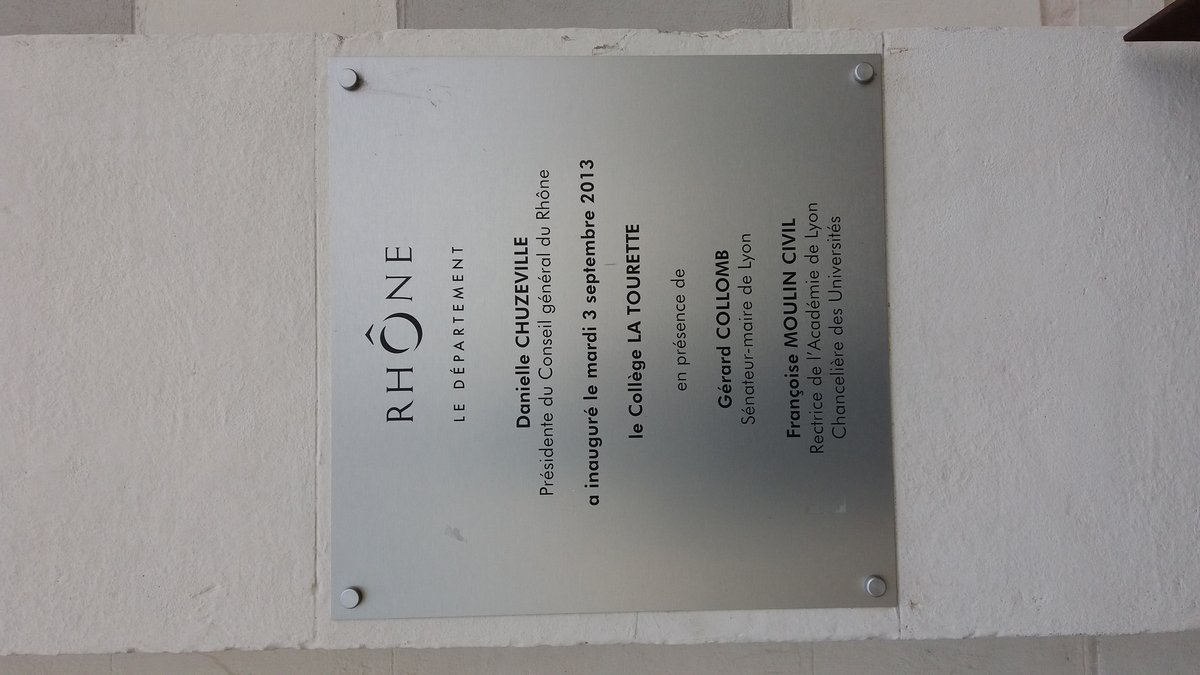 RHÔNE
LE DÉPARTEMENT
Danielle CHUZEVILLE
Présidente du Conseil général du Rhône
a inauguré le mardi 3 septembre 2013
le Collège LA TOURETTE
en présence de
Gérard COLLOMB
Sénateur-maire de Lyon
Françoise MOULIN CIVIL
Rectrice de l'Académie de Lyon
Chancelière des Universités